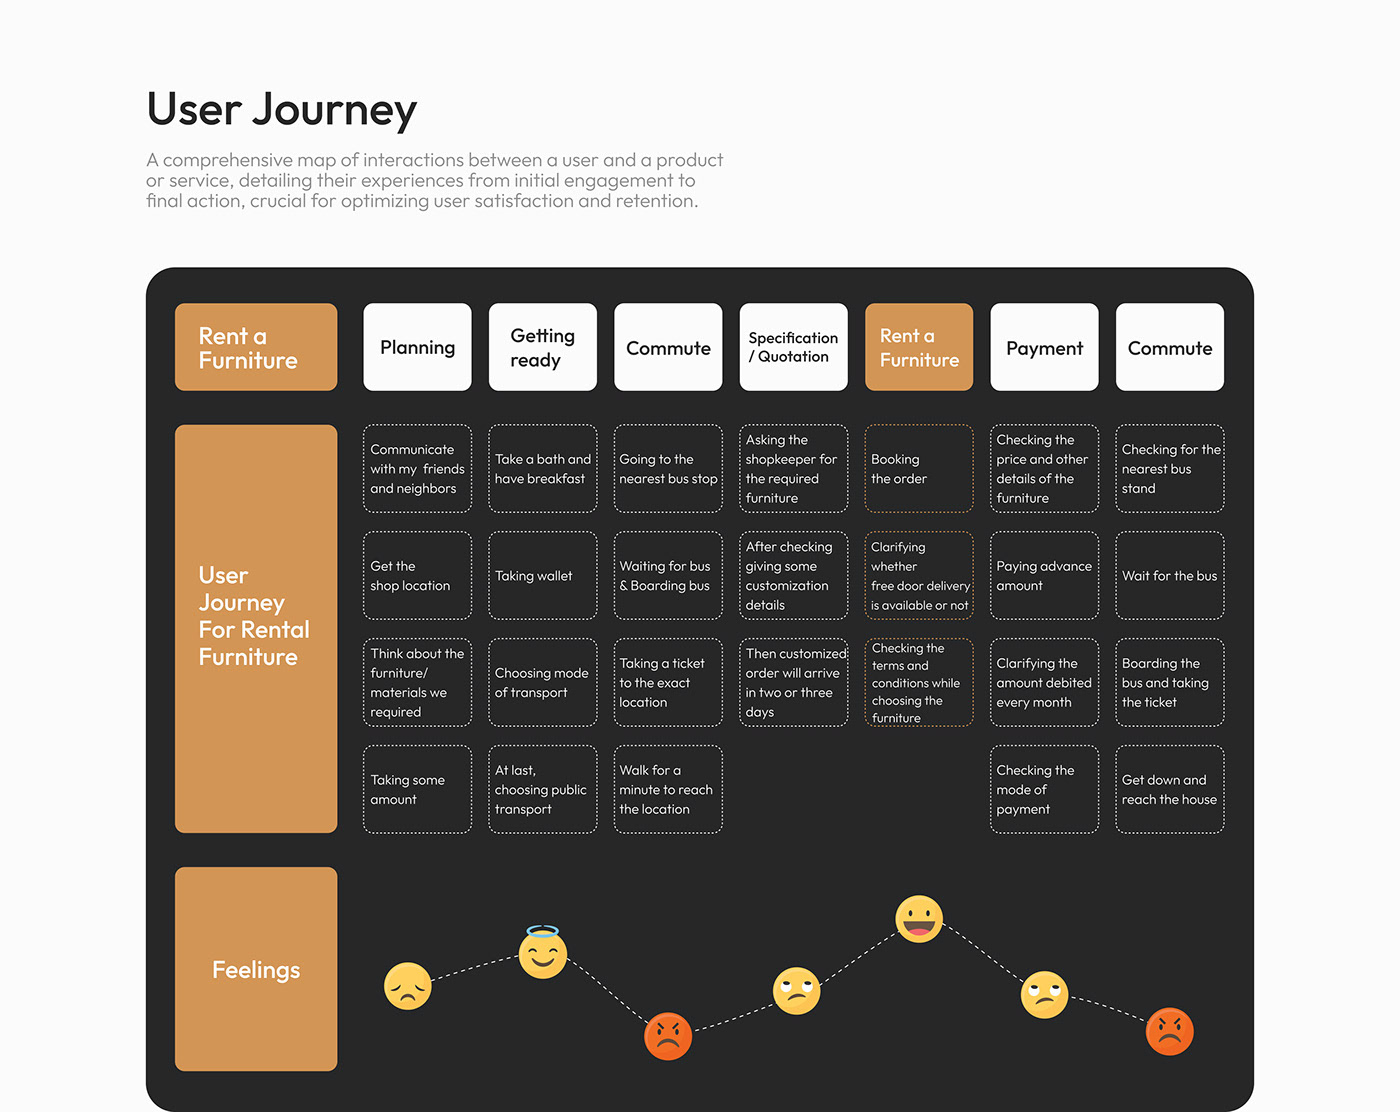 User Journey
A comprehensive map of interactions between a user and a product
or service, detailing their experiences from initial engagement to
final action, crucial for optimizing user satisfaction and retention.
Rent a
Furniture
Planning
Getting
ready
Commute
Specification
/ Quotation
Rent a
Furniture
Payment
Commute
User
Journey
For Rental
Furniture
Communicate
with my friends
and neighbors
Take a bath and
have breakfast
Going to the
nearest bus stop
Asking the
shopkeeper for
the required
furniture
Booking
the order
Checking the
price and other
details of the
furniture
Checking for the
nearest bus
stand
Get the
shop location
Taking wallet
Waiting for bus
& Boarding bus
After checking
giving some
customization
details
Clarifying
whether
free door delivery
is available or not
Paying advance
amount
Wait for the bus
Think about the
furniture/
materials we
required
Choosing mode
of transport
Taking a ticket
to the exact
location
Then customized
order will arrive
in two or three
days
Checking the
terms and
conditions while
choosing the
furniture
Clarifying the
amount debited
every month
Boarding the
bus and taking
the ticket
Taking some
amount
At last,
choosing public
transport
Walk for a
minute to reach
the location
Checking the
mode of
payment
Get down and
reach the house
Feelings